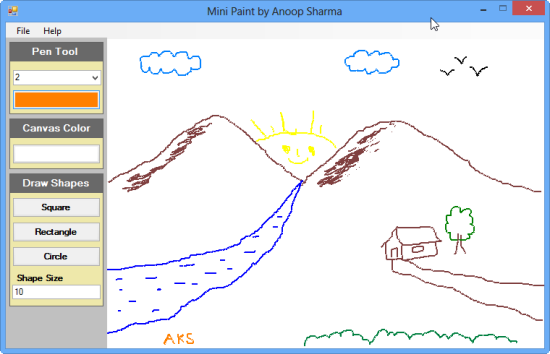 Mini Paint by Anoop Sharma
File Help
Pen Tool
2
Canvas Color
Draw Shapes
Square
Rectangle
Circle
Shape Size
10
AKS